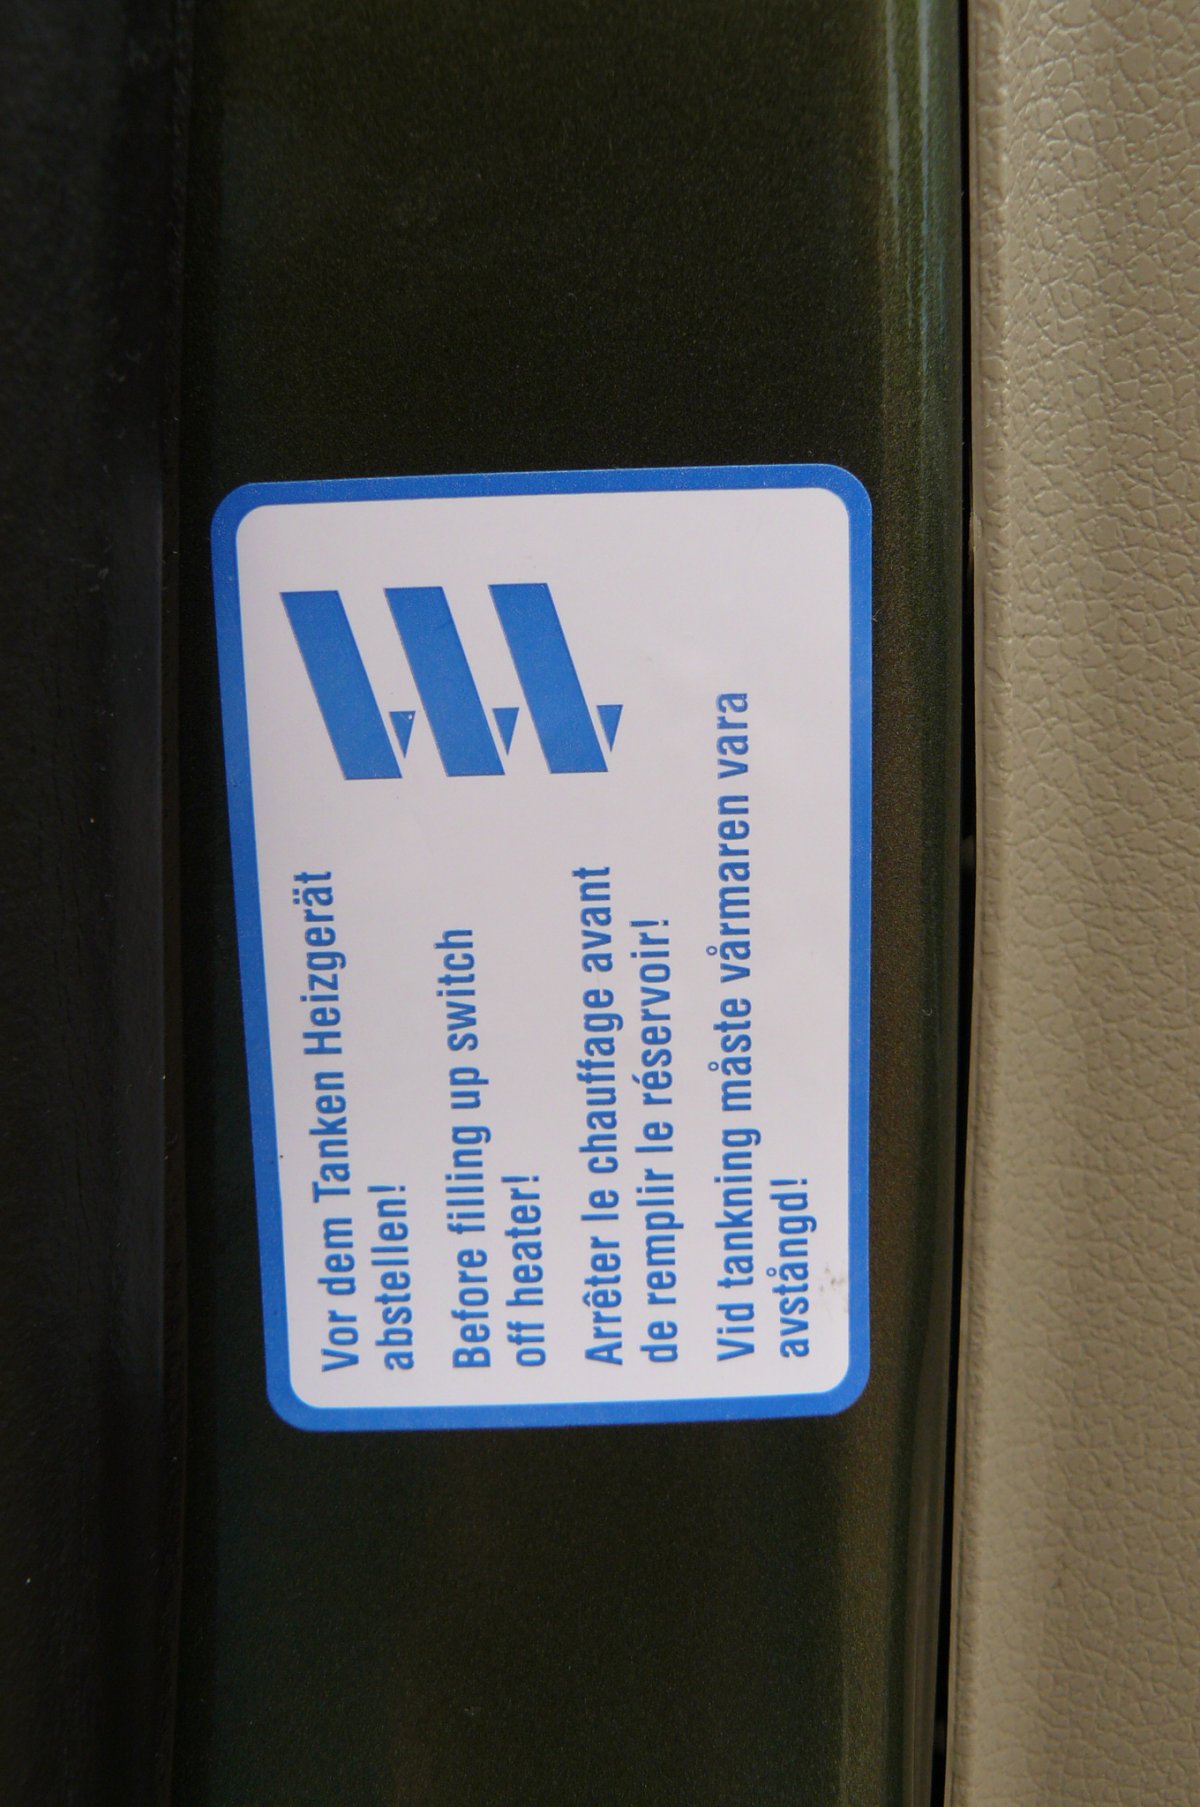 Vor dem Tanken Heizgerät
abstellen!
Before filling up switch
off heater!
Arrêter le chauffage avant
de remplir le réservoir!
Vid tankning måste vårmaren vara
avstångd!